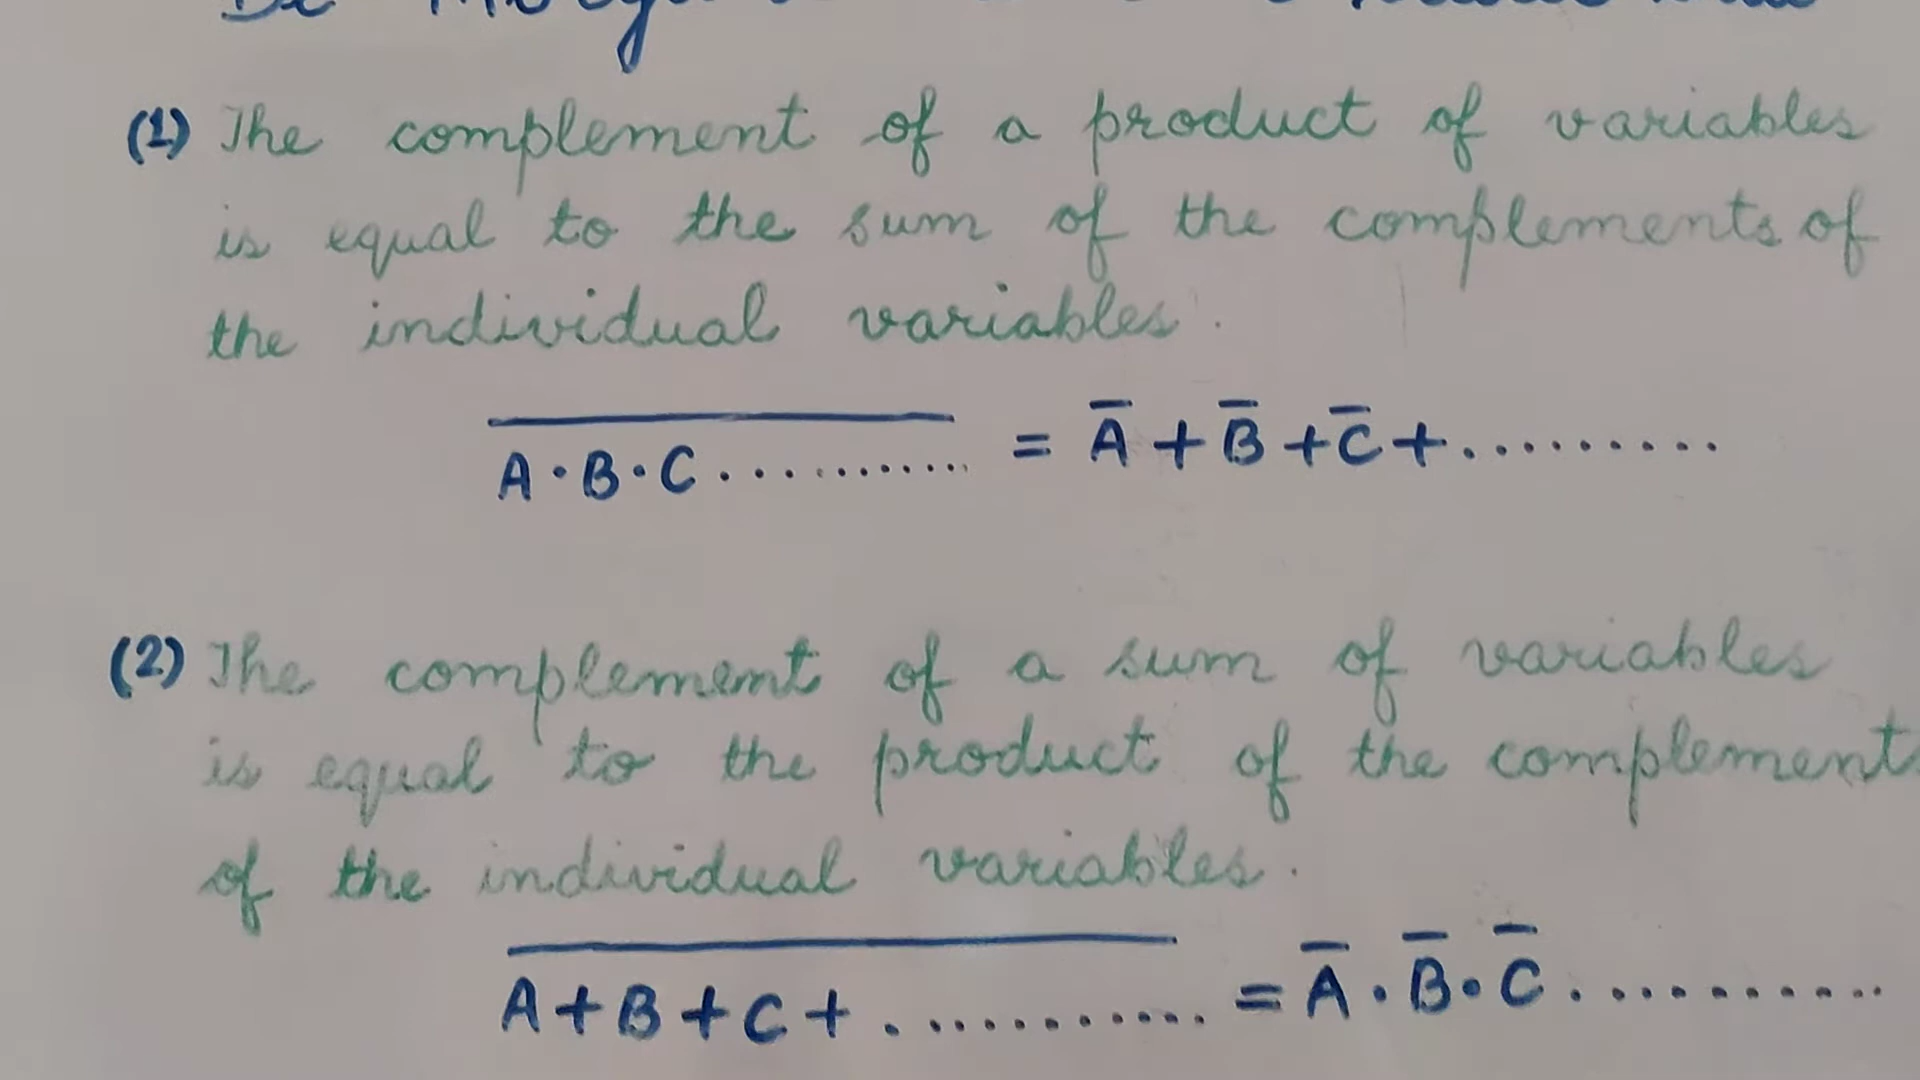 De Morgan's
(1) The complement of a product of variables
is equal to the sum of the complements of
the individual variables.
A̅ ̅·̅ ̅B̅ ̅·̅ ̅C̅ ̅.̅.̅.̅.̅.̅.̅.̅.̅.̅.̅.̅ = A̅ + B̅ + C̅ + .........
(2) The complement of a sum of variables
is equal to the product of the complement
of the individual variables.
A̅ ̅+̅ ̅B̅ ̅+̅ ̅C̅ ̅+̅ ̅.̅.̅.̅.̅.̅.̅.̅.̅.̅.̅.̅.̅ = A̅ · B̅ · C̅ ...........